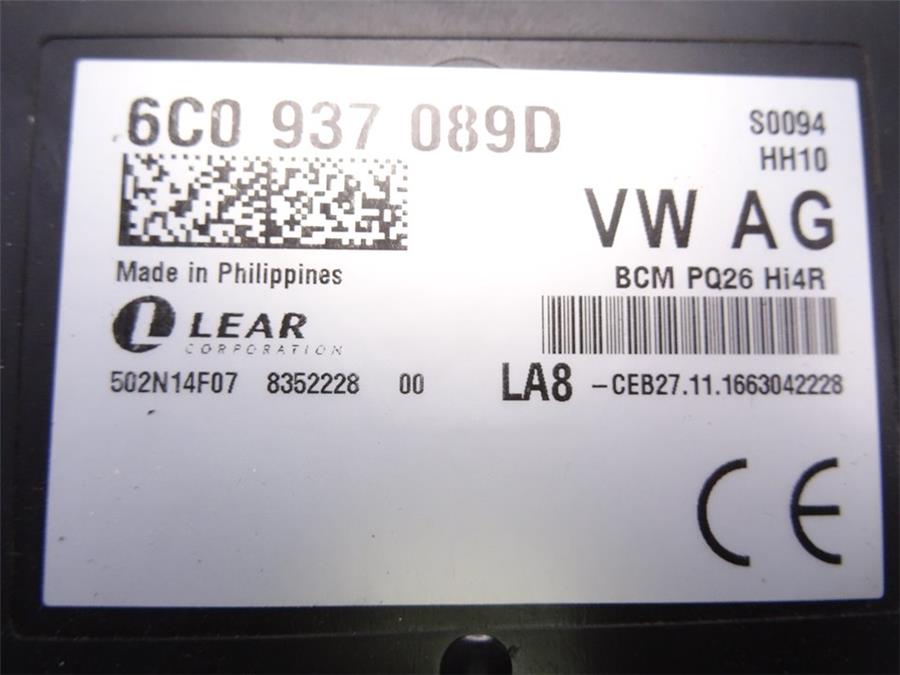 6C0 937 089D
S0094
HH10
VW AG
Made in Philippines
BCM PQ26 Hi4R
LEAR
CORPORATION
502N14F07 8352228 00
LA8 -CEB27.11.1663042228
CE